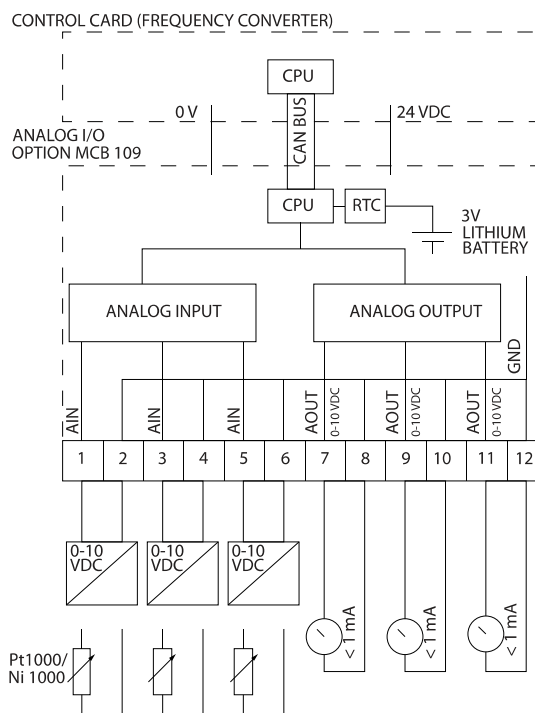 CONTROL CARD (FREQUENCY CONVERTER)
CPU
0 V
24 VDC
CAN BUS
ANALOG I/O
OPTION MCB 109
CPU
RTC
3V
LITHIUM
BATTERY
ANALOG INPUT
ANALOG OUTPUT
GND
AIN
AIN
AIN
AOUT
0-10 VDC
AOUT
0-10 VDC
AOUT
0-10 VDC
1 2 3 4 5 6 7 8 9 10 11 12
0-10
VDC
0-10
VDC
0-10
VDC
< 1 mA
< 1 mA
< 1 mA
Pt1000/
Ni 1000